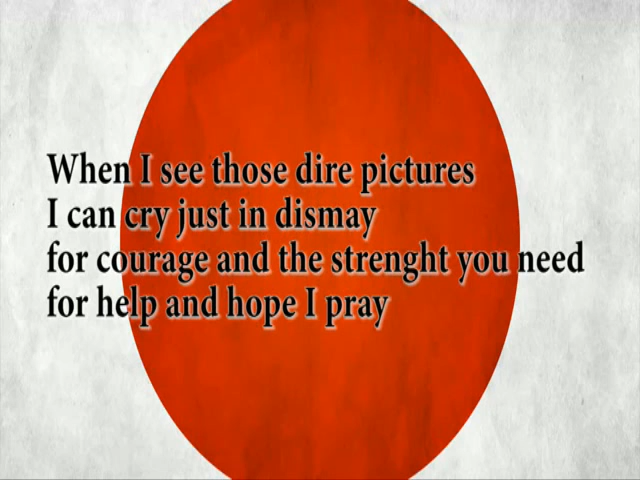 When I see those dire pictures
I can cry just in dismay
for courage and the strenght you need
for help and hope I pray